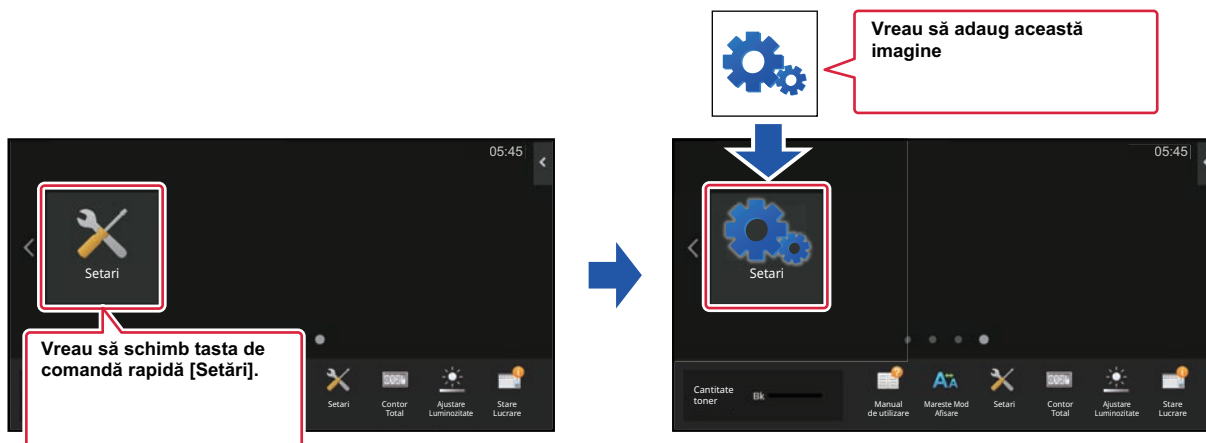 Vreau să adaug această
imagine
05:45
Setari
Vreau să schimb tasta de
comandă rapidă [Setări].
Setari
Contor
Total
Ajustare
Luminozitate
Stare
Lucrare
05:45
Setari
Cantitate
toner
Bk
Manual
de utilizare
Mareste Mod
Afisare
Setari
Contor
Total
Ajustare
Luminozitate
Stare
Lucrare